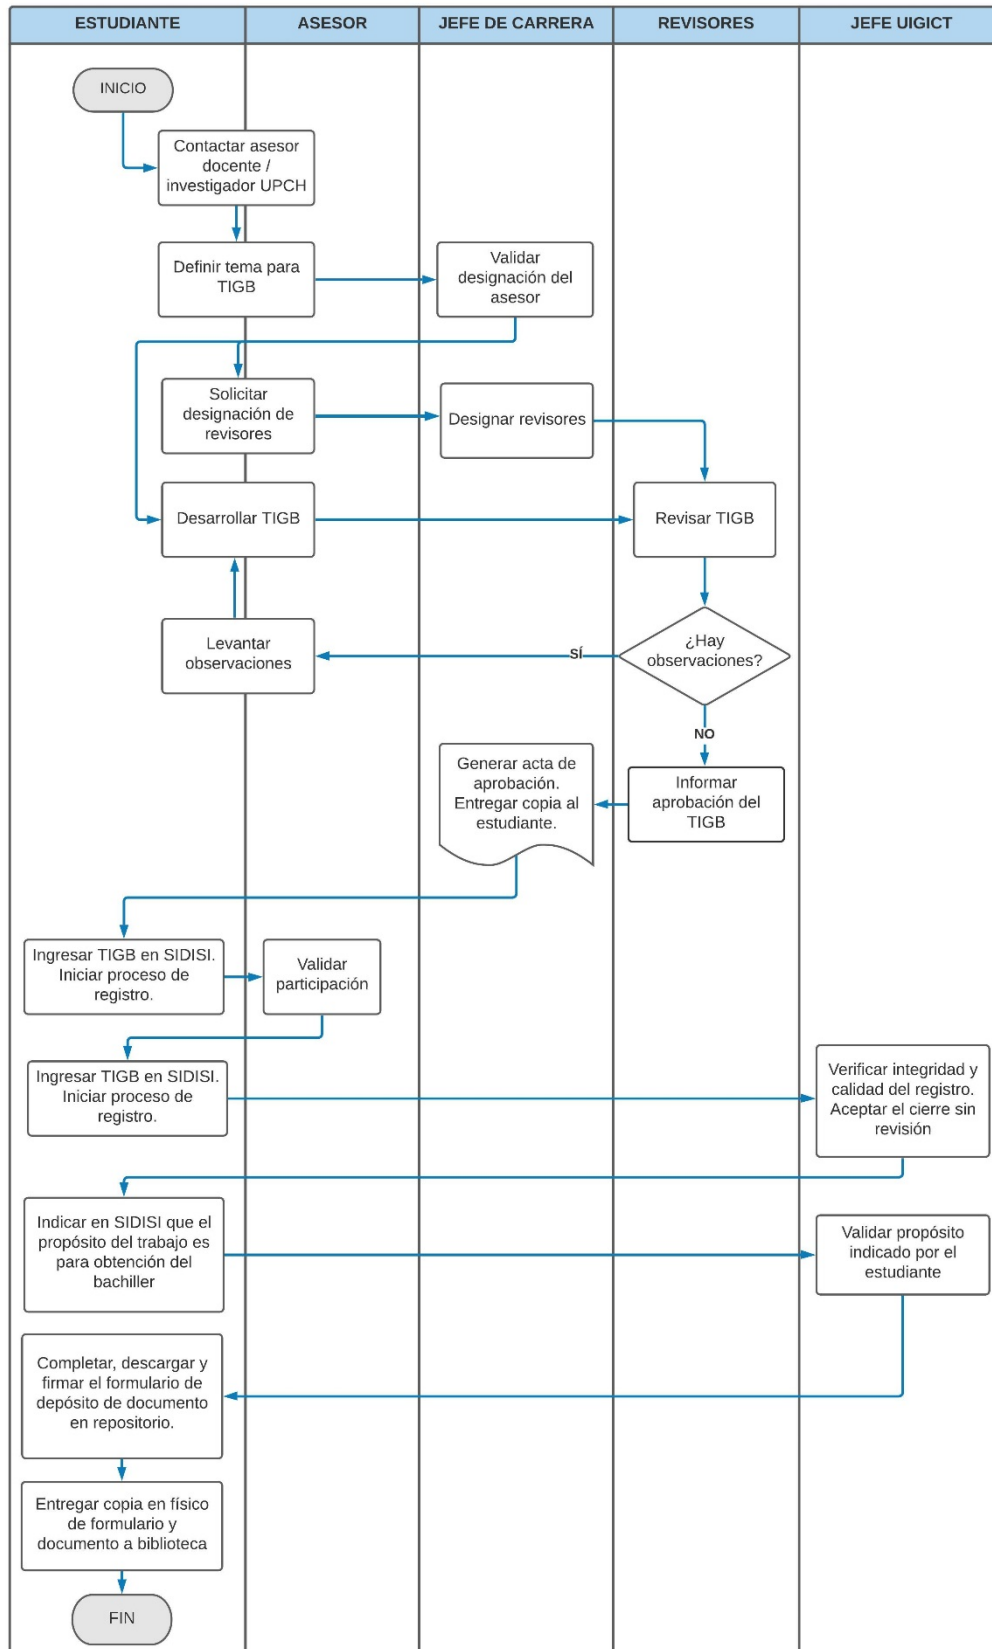 ESTUDIANTE
ASESOR
JEFE DE CARRERA
REVISORES
JEFE UIGICT
INICIO
Contactar asesor
docente /
investigador UPCH
Definir tema para
TIGB
Validar
designación del
asesor
Solicitar
designación de
revisores
Designar revisores
Desarrollar TIGB
Revisar TIGB
Levantar
observaciones
SÍ
¿Hay
observaciones?
NO
Generar acta de
aprobación.
Entregar copia al
estudiante.
Informar
aprobación del
TIGB
Ingresar TIGB en SIDISI.
Iniciar proceso de
registro.
Validar
participación
Ingresar TIGB en SIDISI.
Iniciar proceso de
registro.
Verificar integridad y
calidad del registro.
Aceptar el cierre sin
revisión
Indicar en SIDISI que el
propósito del trabajo es
para obtención del
bachiller
Validar propósito
indicado por el
estudiante
Completar, descargar y
firmar el formulario de
depósito de documento
en repositorio.
Entregar copia en físico
de formulario y
documento a biblioteca
FIN